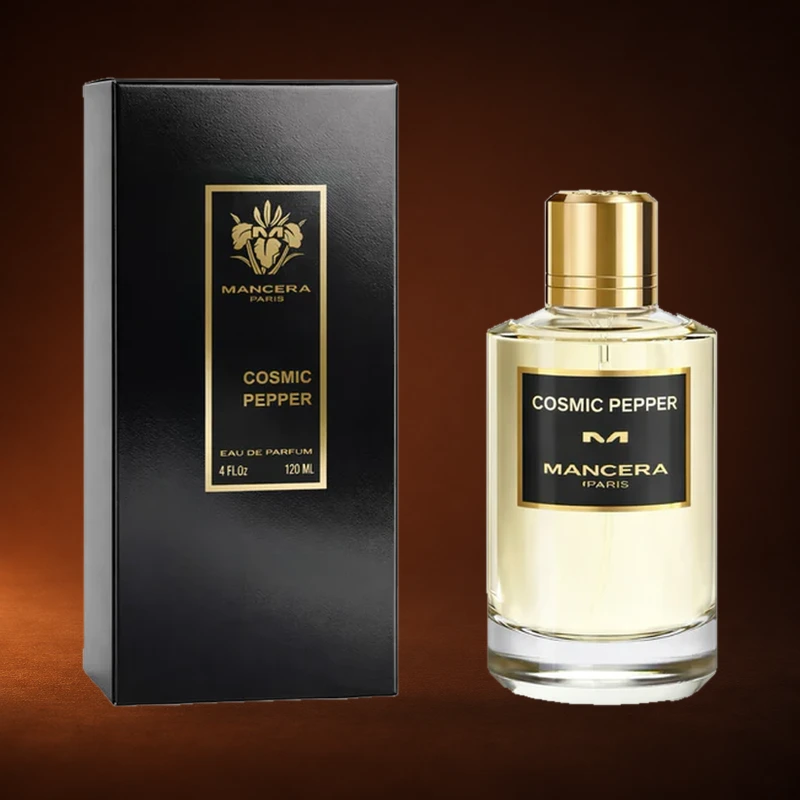 MANCERA
PARIS
COSMIC
PEPPER
EAU DE PARFUM
4 FL.Oz 120 ML
COSMIC PEPPER
M
MANCERA
PARIS